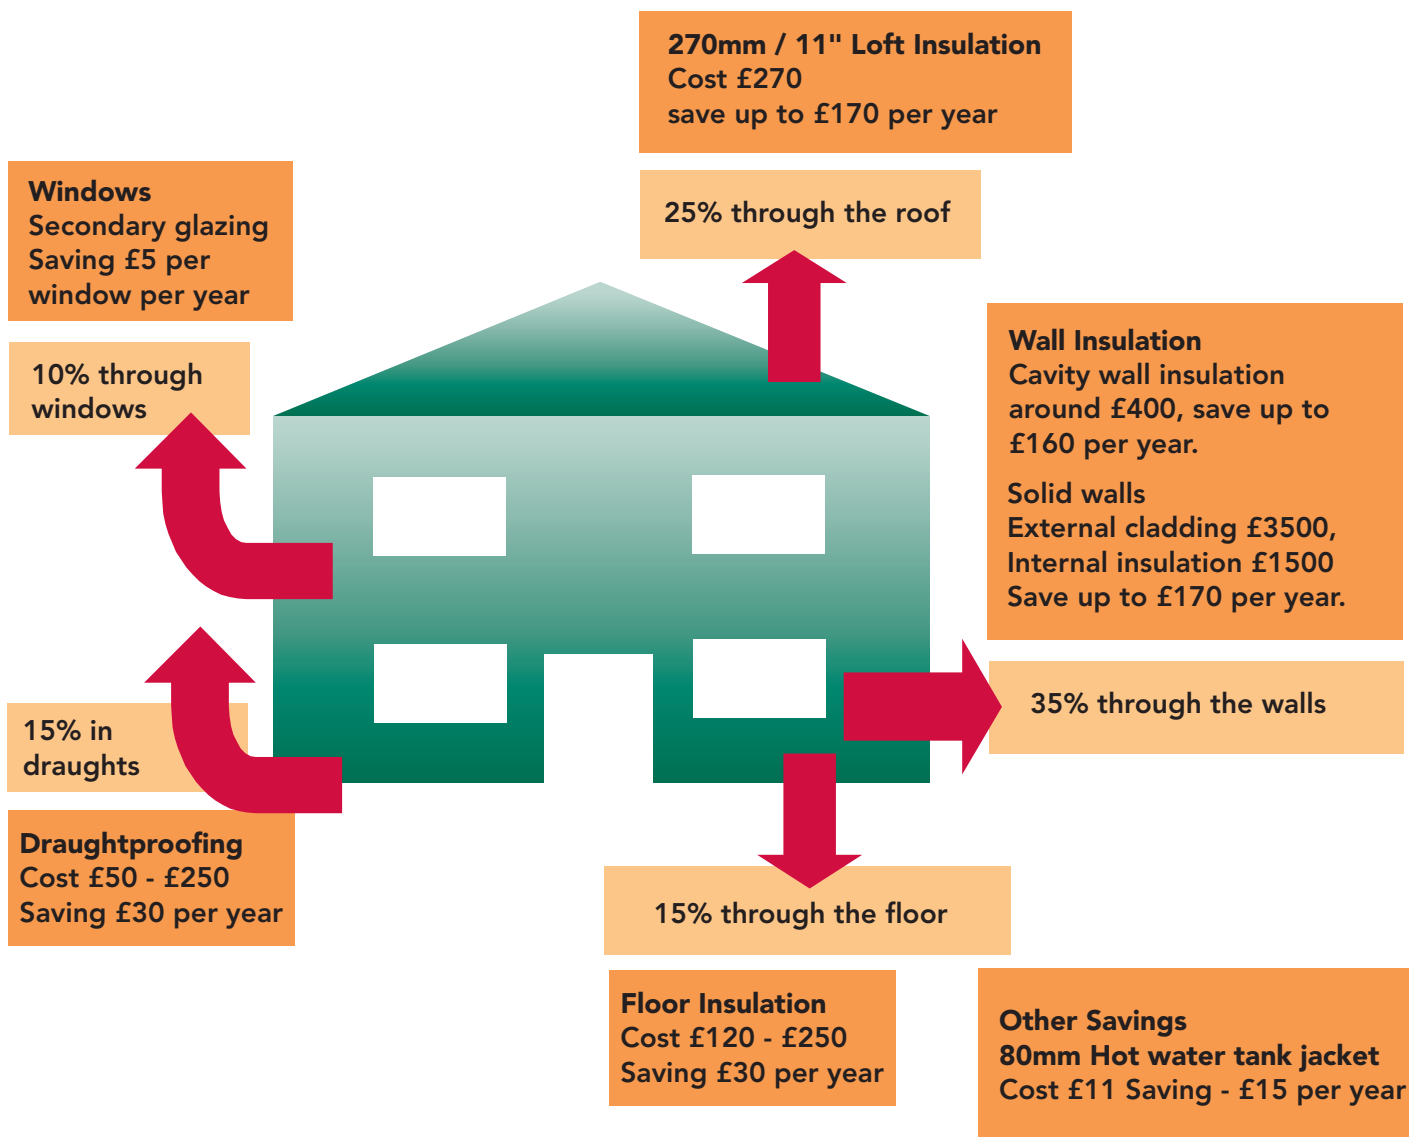 270mm / 11" Loft Insulation
Cost £270
save up to £170 per year
25% through the roof
Windows
Secondary glazing
Saving £5 per
window per year
10% through
windows
Wall Insulation
Cavity wall insulation
around £400, save up to
£160 per year.
Solid walls
External cladding £3500,
Internal insulation £1500
Save up to £170 per year.
35% through the walls
15% in
draughts
Draughtproofing
Cost £50 - £250
Saving £30 per year
15% through the floor
Floor Insulation
Cost £120 - £250
Saving £30 per year
Other Savings
80mm Hot water tank jacket
Cost £11 Saving - £15 per year